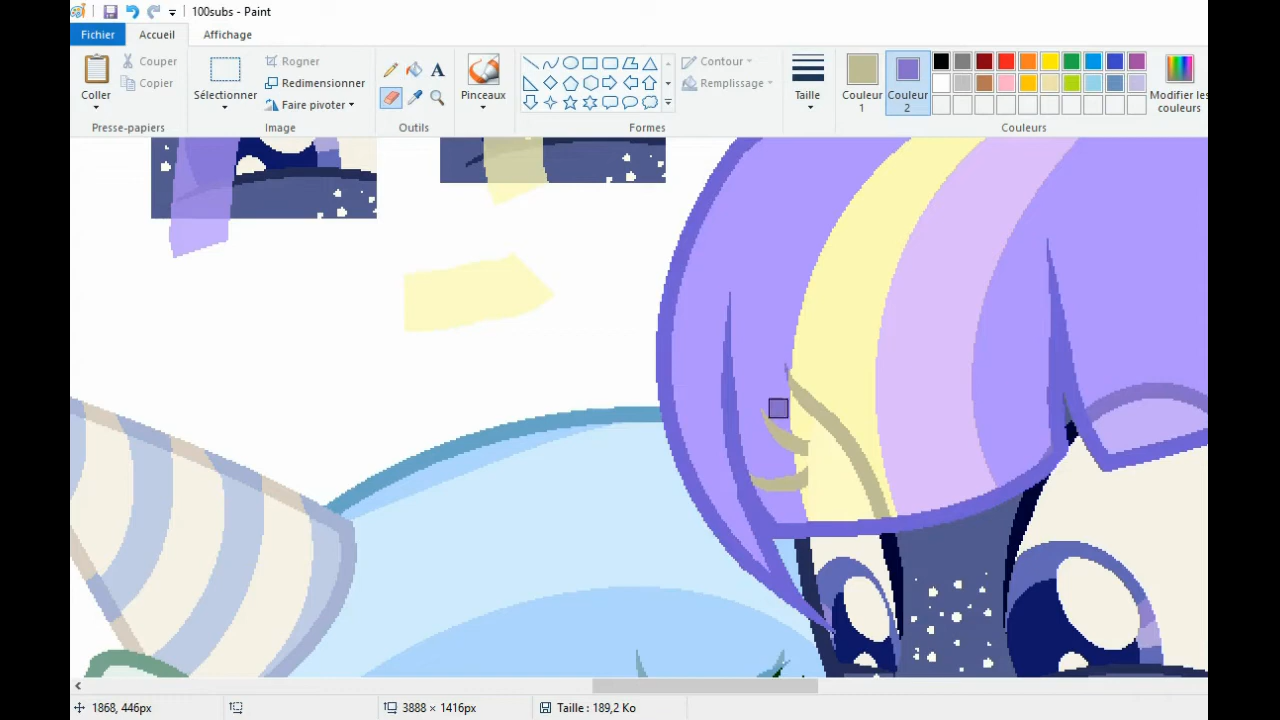 100subs - Paint
Fichier Accueil Affichage
Coller
Couper
Copier
Presse-papiers
Sélectionner
Rogner
Redimensionner
Faire pivoter
Image
A
Outils
Pinceaux
Contour
Remplissage
Formes
Taille
Couleur
1
Couleur
2
Modifier les
couleurs
Couleurs
1868, 446px
3888 × 1416px
Taille : 189,2 Ko